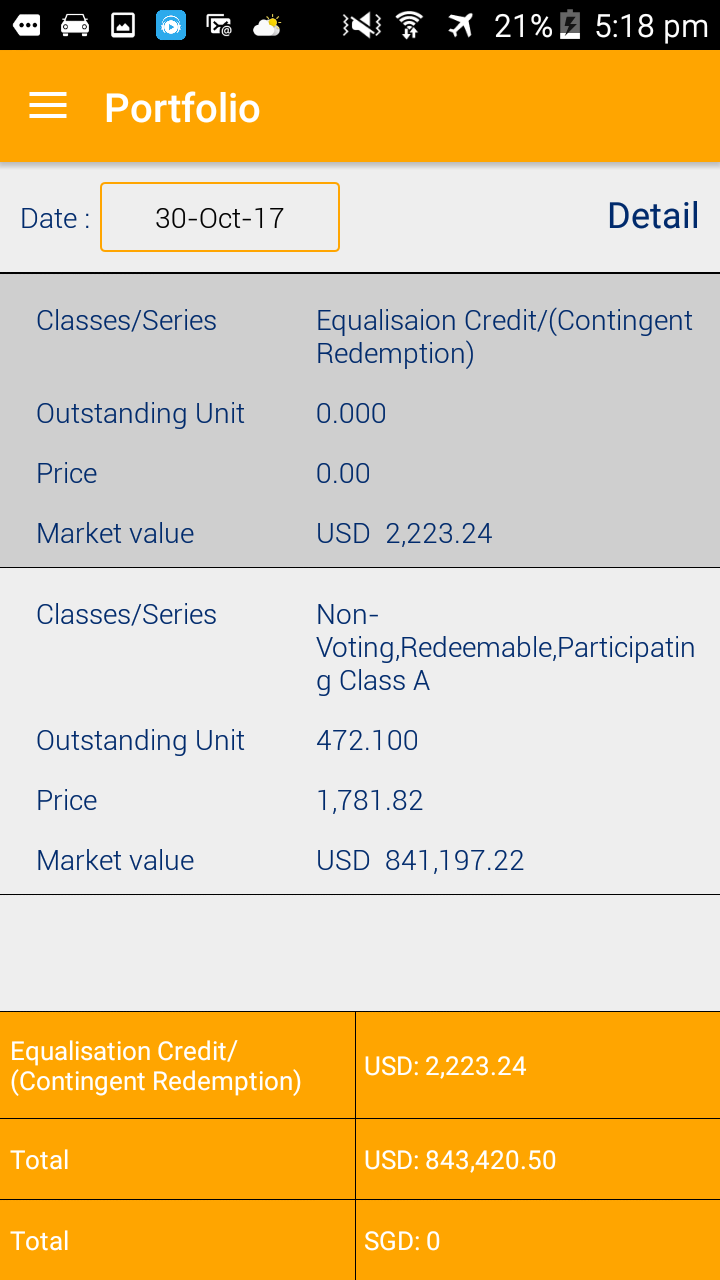 21% 5:18 pm
Portfolio
Date : 30-Oct-17 Detail
Classes/Series Equalisaion Credit/(Contingent
Redemption)
Outstanding Unit 0.000
Price 0.00
Market value USD 2,223.24
Classes/Series Non-
Voting,Redeemable,Participatin
g Class A
Outstanding Unit 472.100
Price 1,781.82
Market value USD 841,197.22
Equalisation Credit/
(Contingent Redemption) USD: 2,223.24
Total USD: 843,420.50
Total SGD: 0